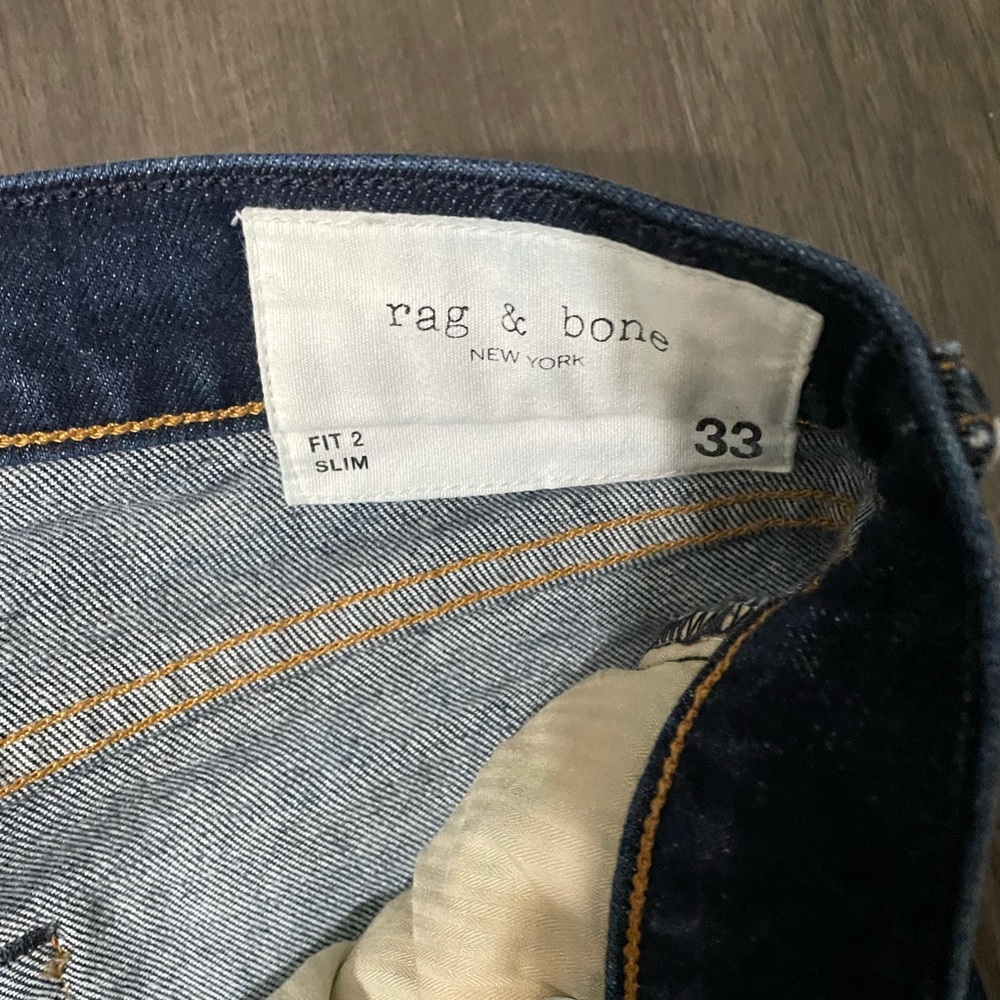 rag & bone
NEW YORK
FIT 2
SLIM
33